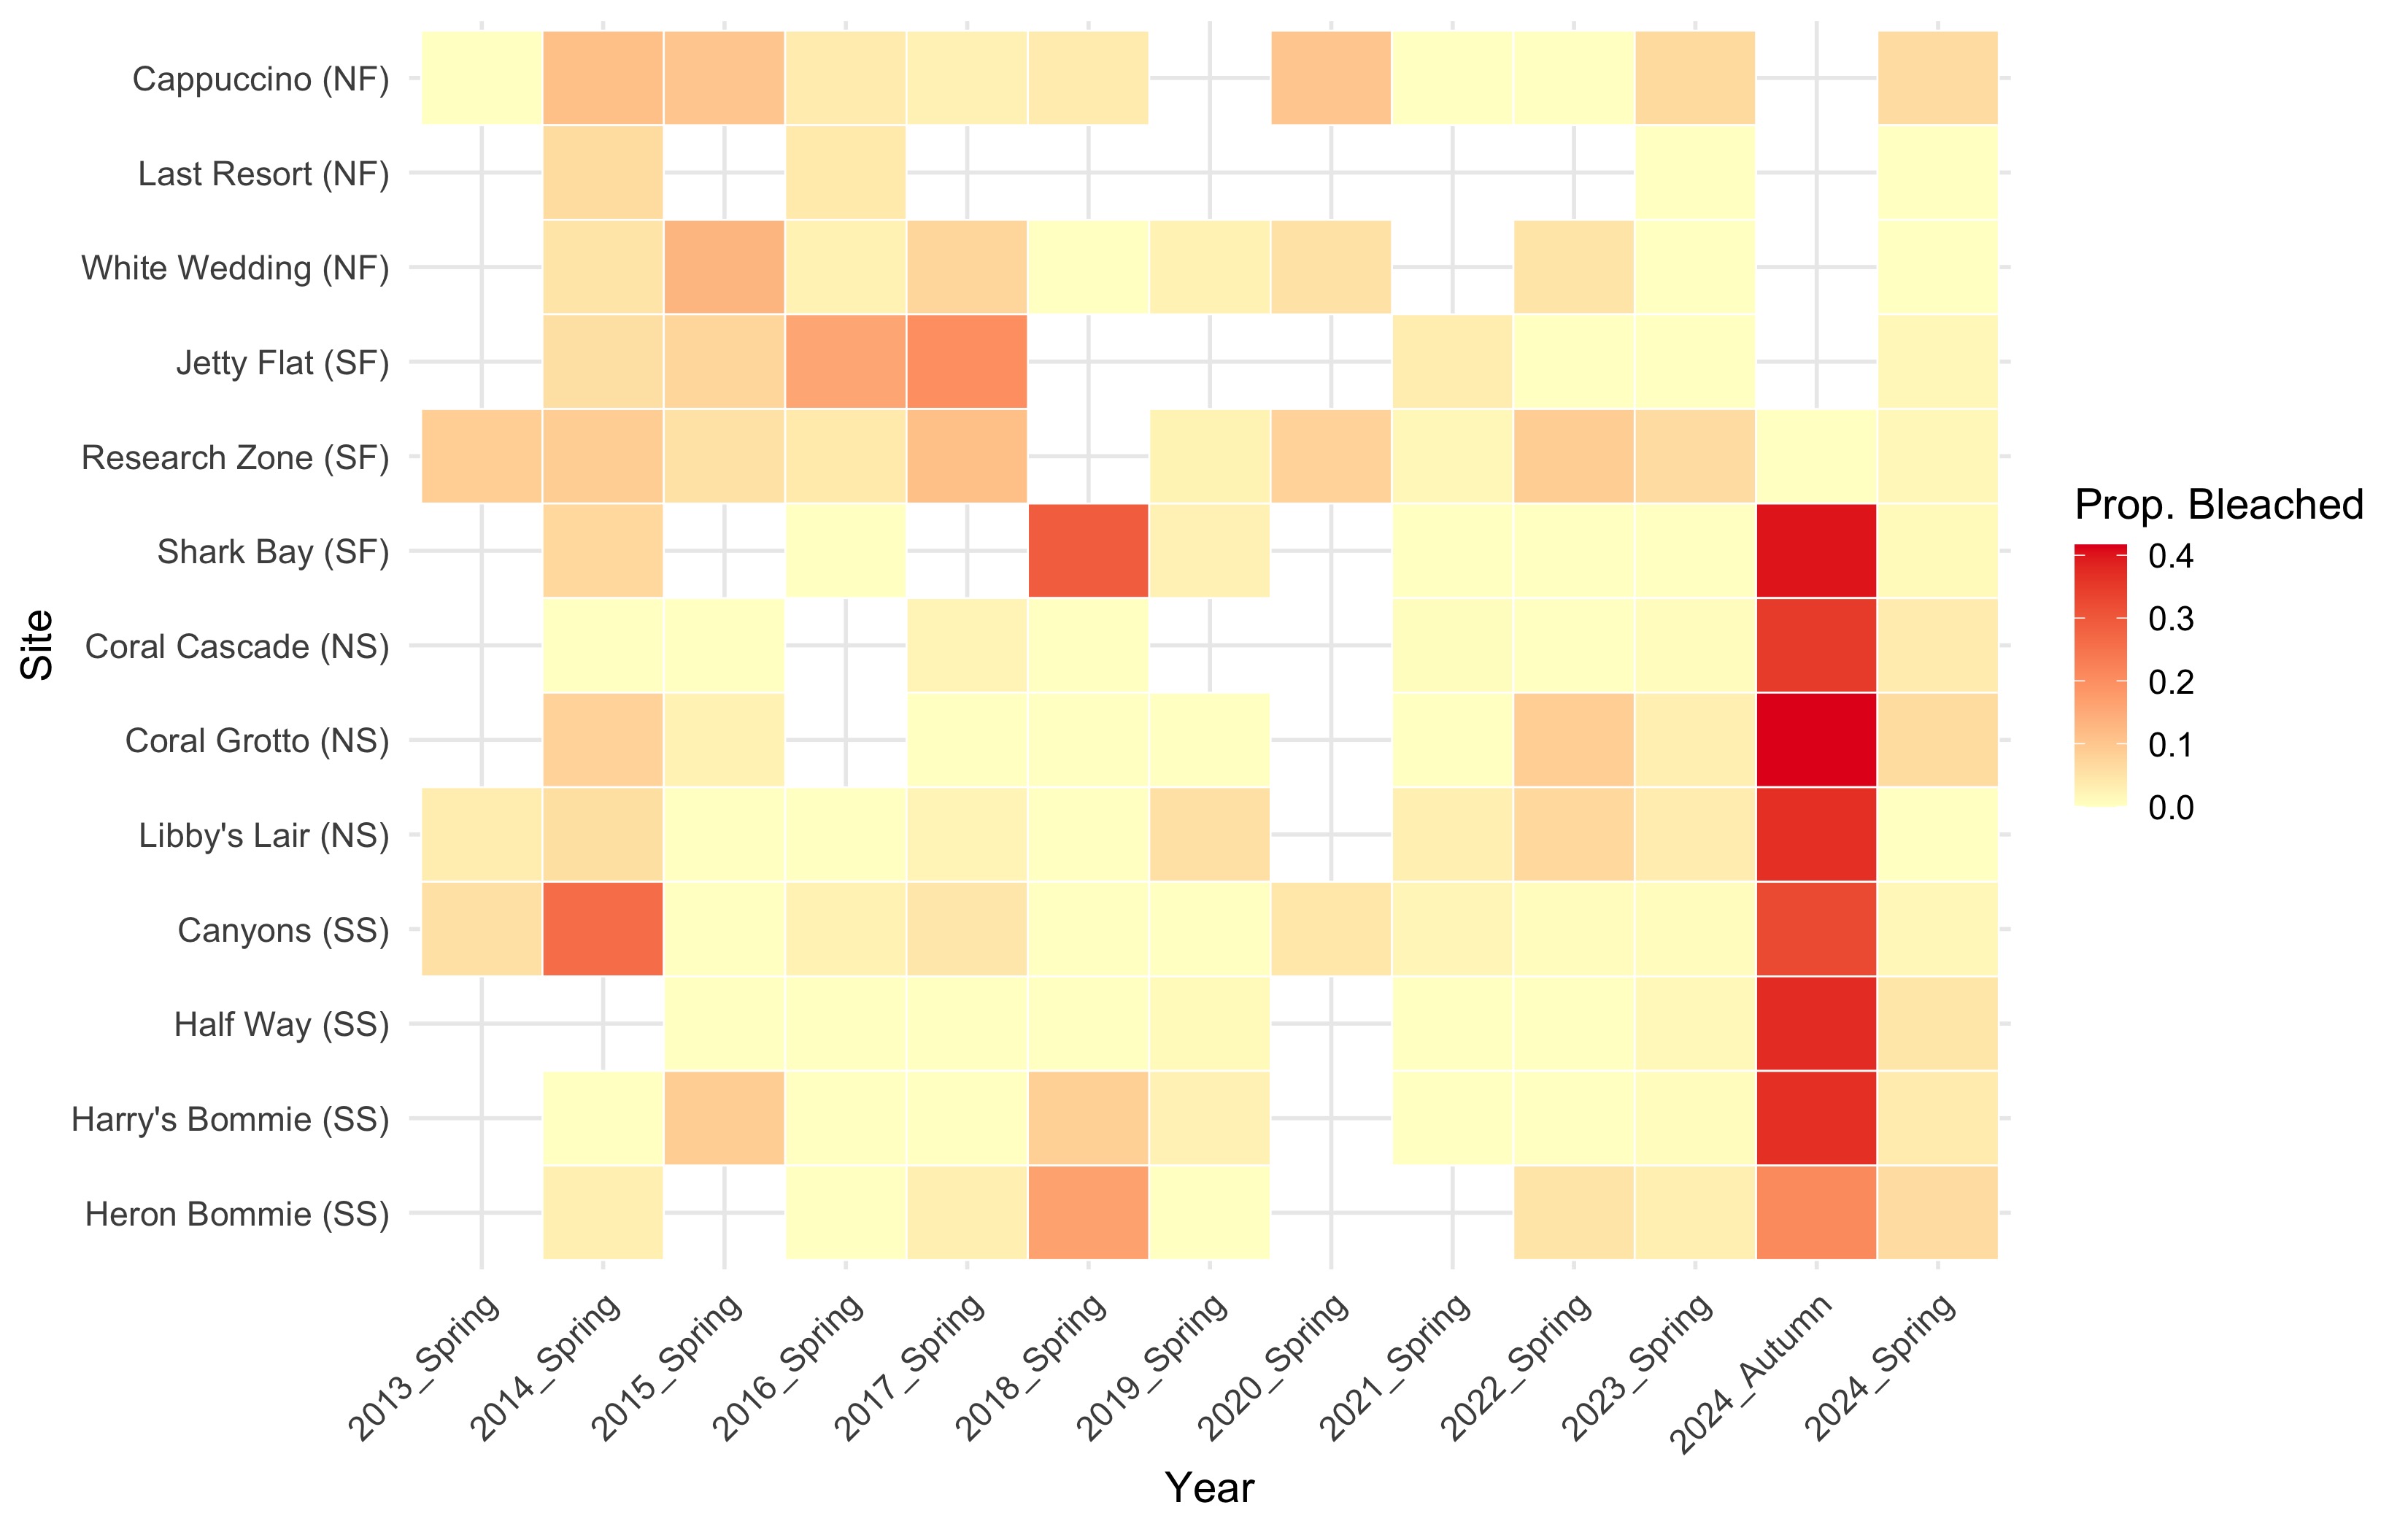 Cappuccino (NF)
Last Resort (NF)
White Wedding (NF)
Jetty Flat (SF)
Research Zone (SF)
Shark Bay (SF)
Coral Cascade (NS)
Coral Grotto (NS)
Libby's Lair (NS)
Canyons (SS)
Half Way (SS)
Harry's Bommie (SS)
Heron Bommie (SS)
Site
2013_Spring
2014_Spring
2015_Spring
2016_Spring
2017_Spring
2018_Spring
2019_Spring
2020_Spring
2021_Spring
2022_Spring
2023_Spring
2024_Autumn
2024_Spring
Year
Prop. Bleached
0.4
0.3
0.2
0.1
0.0